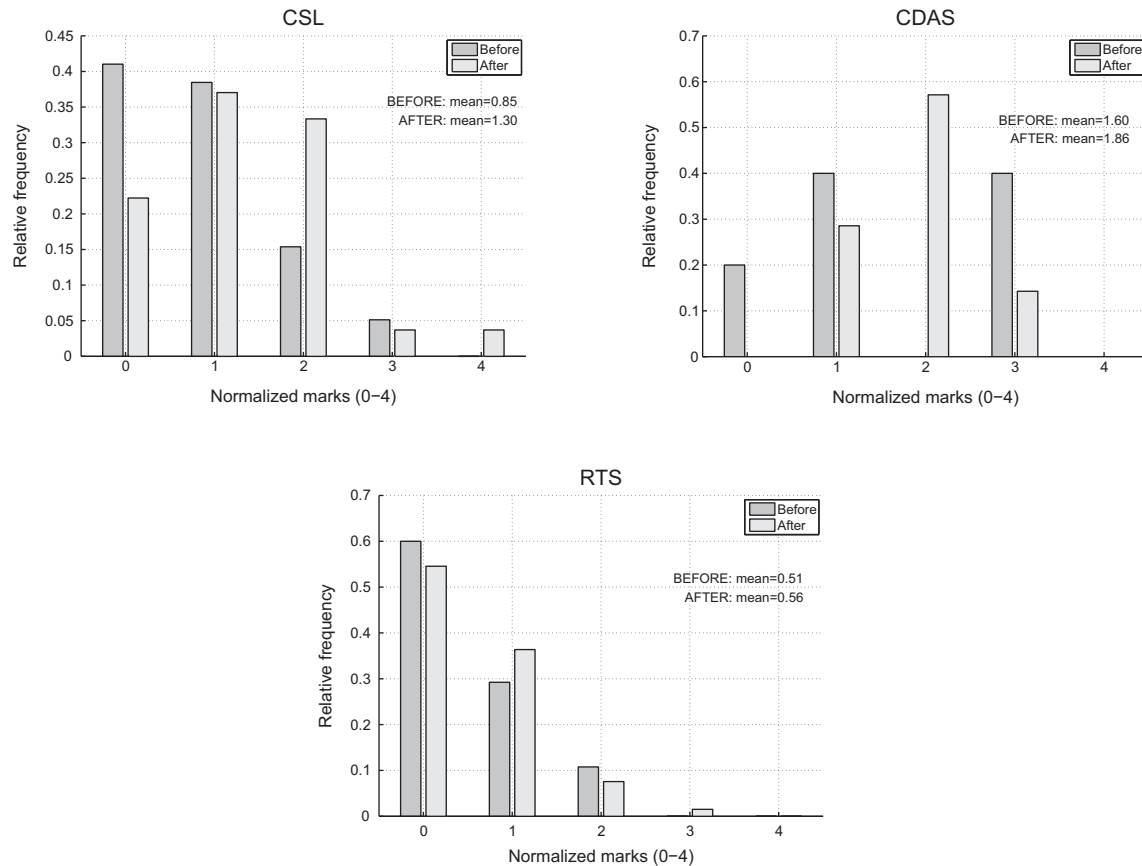 CSL
0.45
0.4
0.35
0.3
0.25
0.2
0.15
0.1
0.05
0
Relative frequency
Before
After
BEFORE: mean=0.85
AFTER: mean=1.30
0 1 2 3 4
Normalized marks (0−4)
CDAS
0.7
0.6
0.5
0.4
0.3
0.2
0.1
0
Relative frequency
Before
After
BEFORE: mean=1.60
AFTER: mean=1.86
0 1 2 3 4
Normalized marks (0−4)
RTS
0.7
0.6
0.5
0.4
0.3
0.2
0.1
0
Relative frequency
Before
After
BEFORE: mean=0.51
AFTER: mean=0.56
0 1 2 3 4
Normalized marks (0−4)